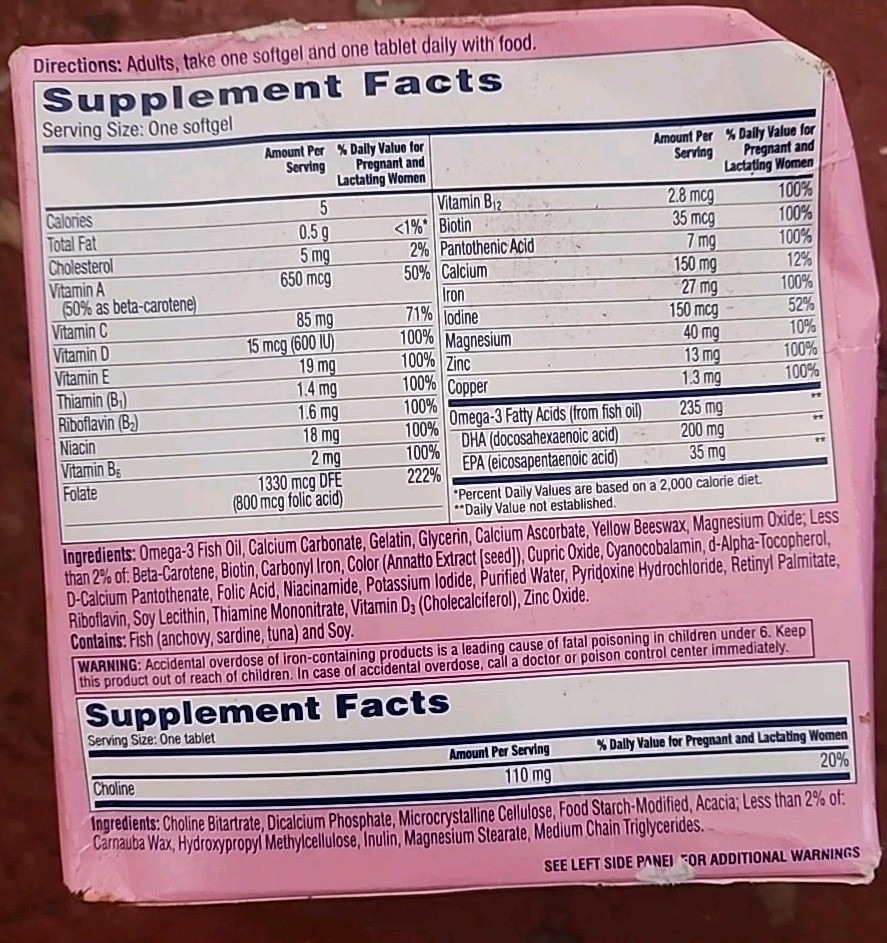 Directions: Adults, take one softgel and one tablet daily with food.
Supplement Facts
Serving Size: One softgel
Amount Per Serving % Daily Value for Pregnant and Lactating Women
Calories 5
Total Fat 0.5 g <1%*
Cholesterol 5 mg 2%
Vitamin A 650 mcg 50%
(50% as beta-carotene)
Vitamin C 85 mg 71%
Vitamin D 15 mcg (600 IU) 100%
Vitamin E 19 mg 100%
Thiamin (B₁) 1.4 mg 100%
Riboflavin (B₂) 1.6 mg 100%
Niacin 18 mg 100%
Vitamin B₆ 2 mg 100%
Folate 1330 mcg DFE 222%
(800 mcg folic acid)
Amount Per Serving % Daily Value for Pregnant and Lactating Women
Vitamin B₁₂ 2.8 mcg 100%
Biotin 35 mcg 100%
Pantothenic Acid 7 mg 100%
Calcium 150 mg 12%
Iron 27 mg 100%
Iodine 150 mcg 52%
Magnesium 40 mg 10%
Zinc 13 mg 100%
Copper 1.3 mg 100%
Omega-3 Fatty Acids (from fish oil) 235 mg **
DHA (docosahexaenoic acid) 200 mg **
EPA (eicosapentaenoic acid) 35 mg **
*Percent Daily Values are based on a 2,000 calorie diet.
**Daily Value not established.
Ingredients: Omega-3 Fish Oil, Calcium Carbonate, Gelatin, Glycerin, Calcium Ascorbate, Yellow Beeswax, Magnesium Oxide; Less
than 2% of: Beta-Carotene, Biotin, Carbonyl Iron, Color (Annatto Extract [seed]), Cupric Oxide, Cyanocobalamin, d-Alpha-Tocopherol,
D-Calcium Pantothenate, Folic Acid, Niacinamide, Potassium Iodide, Purified Water, Pyridoxine Hydrochloride, Retinyl Palmitate,
Riboflavin, Soy Lecithin, Thiamine Mononitrate, Vitamin D₃ (Cholecalciferol), Zinc Oxide.
Contains: Fish (anchovy, sardine, tuna) and Soy.
WARNING: Accidental overdose of iron-containing products is a leading cause of fatal poisoning in children under 6. Keep
this product out of reach of children. In case of accidental overdose, call a doctor or poison control center immediately.
Supplement Facts
Serving Size: One tablet
Amount Per Serving % Daily Value for Pregnant and Lactating Women
Choline 110 mg 20%
Ingredients: Choline Bitartrate, Dicalcium Phosphate, Microcrystalline Cellulose, Food Starch-Modified, Acacia; Less than 2% of:
Carnauba Wax, Hydroxypropyl Methylcellulose, Inulin, Magnesium Stearate, Medium Chain Triglycerides.
SEE LEFT SIDE PANEL FOR ADDITIONAL WARNINGS